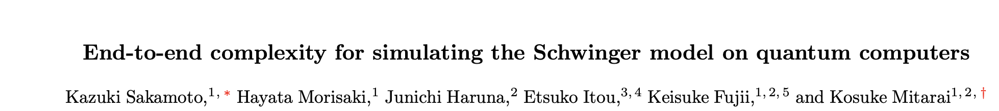 End-to-end complexity for simulating the Schwinger model on quantum computers
Kazuki Sakamoto,1, * Hayata Morisaki,1 Junichi Haruna,2 Etsuko Itou,3, 4 Keisuke Fujii,1, 2, 5 and Kosuke Mitarai1, 2, †